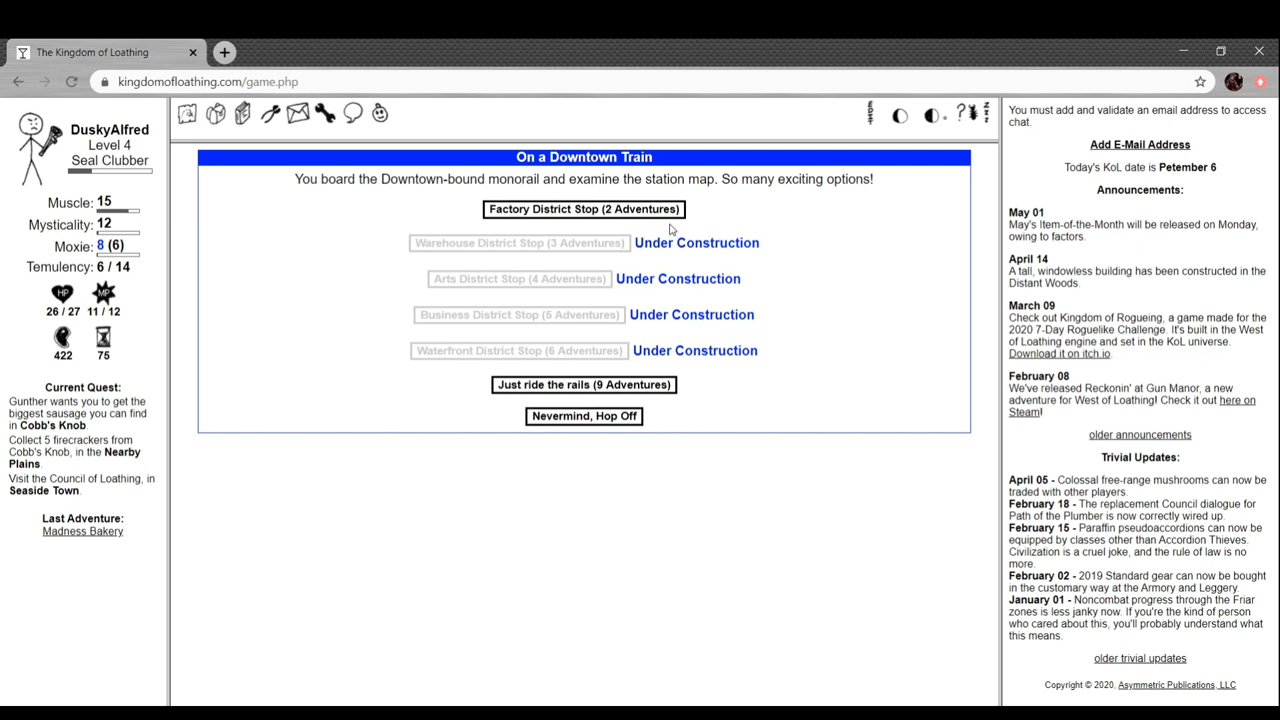 The Kingdom of Loathing
kingdomofloathing.com/game.php
DuskyAlfred
Level 4
Seal Clubber
Muscle: 15
Mysticality: 12
Moxie: 8 (6)
Temulency: 6 / 14
HP
MP
26 / 27 11 / 12
422 75
Current Quest:
Gunther wants you to get the
biggest sausage you can find
in Cobb's Knob.
Collect 5 firecrackers from
Cobb's Knob, in the Nearby
Plains.
Visit the Council of Loathing, in
Seaside Town.
Last Adventure:
Madness Bakery
On a Downtown Train
You board the Downtown-bound monorail and examine the station map. So many exciting options!
Factory District Stop (2 Adventures)
Warehouse District Stop (3 Adventures) Under Construction
Arts District Stop (4 Adventures) Under Construction
Business District Stop (5 Adventures) Under Construction
Waterfront District Stop (6 Adventures) Under Construction
Just ride the rails (9 Adventures)
Nevermind, Hop Off
You must add and validate an email address to access
chat.
Add E-Mail Address
Today's KoL date is Petember 6
Announcements:
May 01
May's Item-of-the-Month will be released on Monday,
owing to factors.
April 14
A tall, windowless building has been constructed in the
Distant Woods.
March 09
Check out Kingdom of Rogueing, a game made for the
2020 7-Day Roguelike Challenge. It's built in the West
of Loathing engine and set in the KoL universe.
Download it on itch.io.
February 08
We've released Reckonin' at Gun Manor, a new
adventure for West of Loathing! Check it out here on
Steam!
older announcements
Trivial Updates:
April 05 - Colossal free-range mushrooms can now be
traded with other players.
February 18 - The replacement Council dialogue for
Path of the Plumber is now correctly wired up.
February 15 - Paraffin pseudoaccordions can now be
equipped by classes other than Accordion Thieves.
Civilization is a cruel joke, and the rule of law is no
more.
February 02 - 2019 Standard gear can now be bought
in the customary way at the Armory and Leggery.
January 01 - Noncombat progress through the Friar
zones is less janky now. If you're the kind of person
who cared about this, you'll probably understand what
this means.
older trivial updates
Copyright © 2020, Asymmetric Publications, LLC